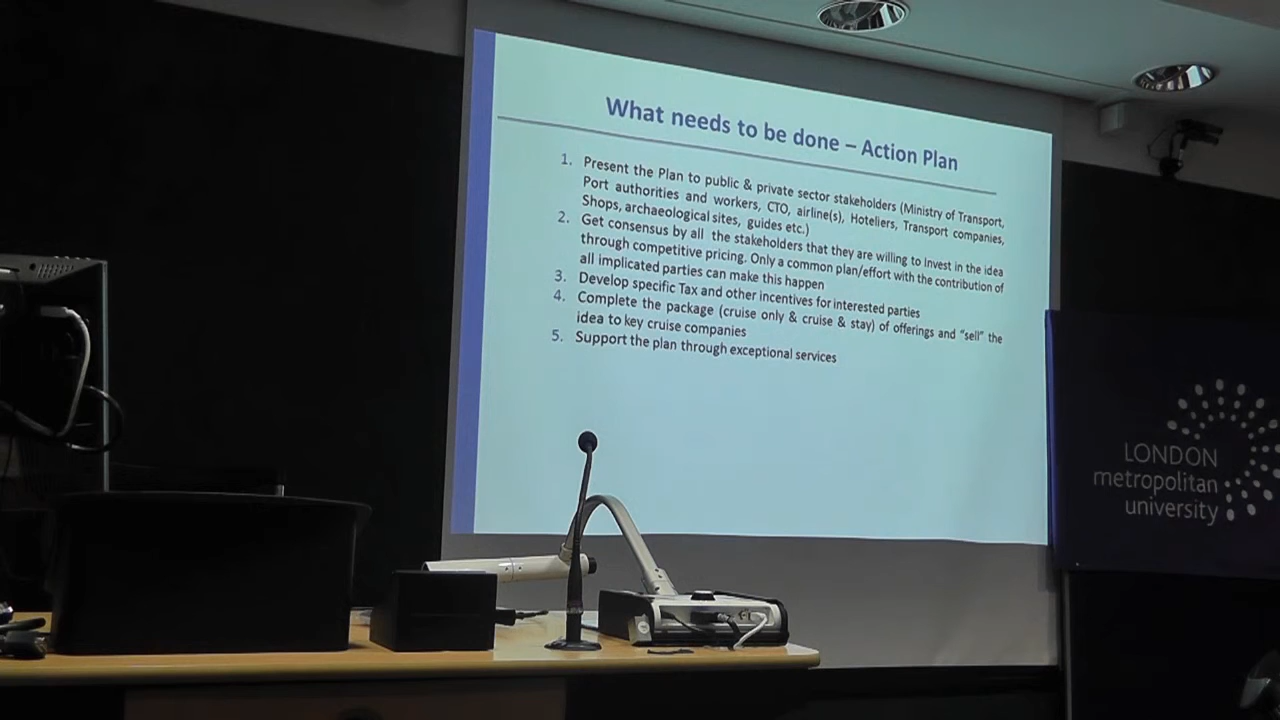 What needs to be done – Action Plan
1. Present the Plan to public & private sector stakeholders (Ministry of Transport,
Port authorities and workers, CTO, airline(s), Hoteliers, Transport companies,
Shops, archaeological sites, guides etc.)
2. Get consensus by all the stakeholders that they are willing to Invest in the idea
through competitive pricing. Only a common plan/effort with the contribution of
all implicated parties can make this happen
3. Develop specific Tax and other incentives for interested parties
4. Complete the package (cruise only & cruise & stay) of offerings and “sell” the
idea to key cruise companies
5. Support the plan through exceptional services
LONDON
metropolitan
university